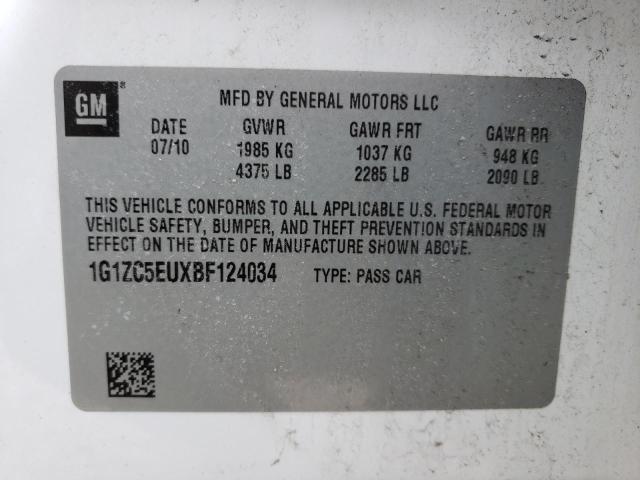 GM ®
MFD BY GENERAL MOTORS LLC
DATE GVWR GAWR FRT GAWR RR
07/10 1985 KG 1037 KG 948 KG
4375 LB 2285 LB 2090 LB
THIS VEHICLE CONFORMS TO ALL APPLICABLE U.S. FEDERAL MOTOR
VEHICLE SAFETY, BUMPER, AND THEFT PREVENTION STANDARDS IN
EFFECT ON THE DATE OF MANUFACTURE SHOWN ABOVE.
1G1ZC5EUXBF124034 TYPE: PASS CAR